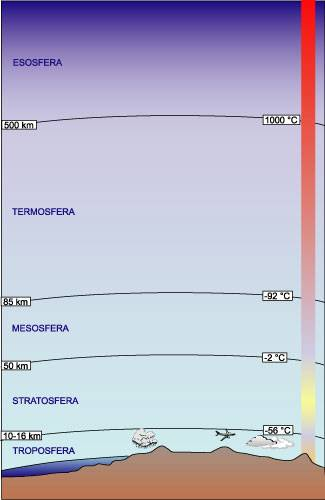 ESOSFERA
500 km 1000 °C
TERMOSFERA
85 km -92 °C
MESOSFERA
50 km -2 °C
STRATOSFERA
10-16 km -56 °C
TROPOSFERA